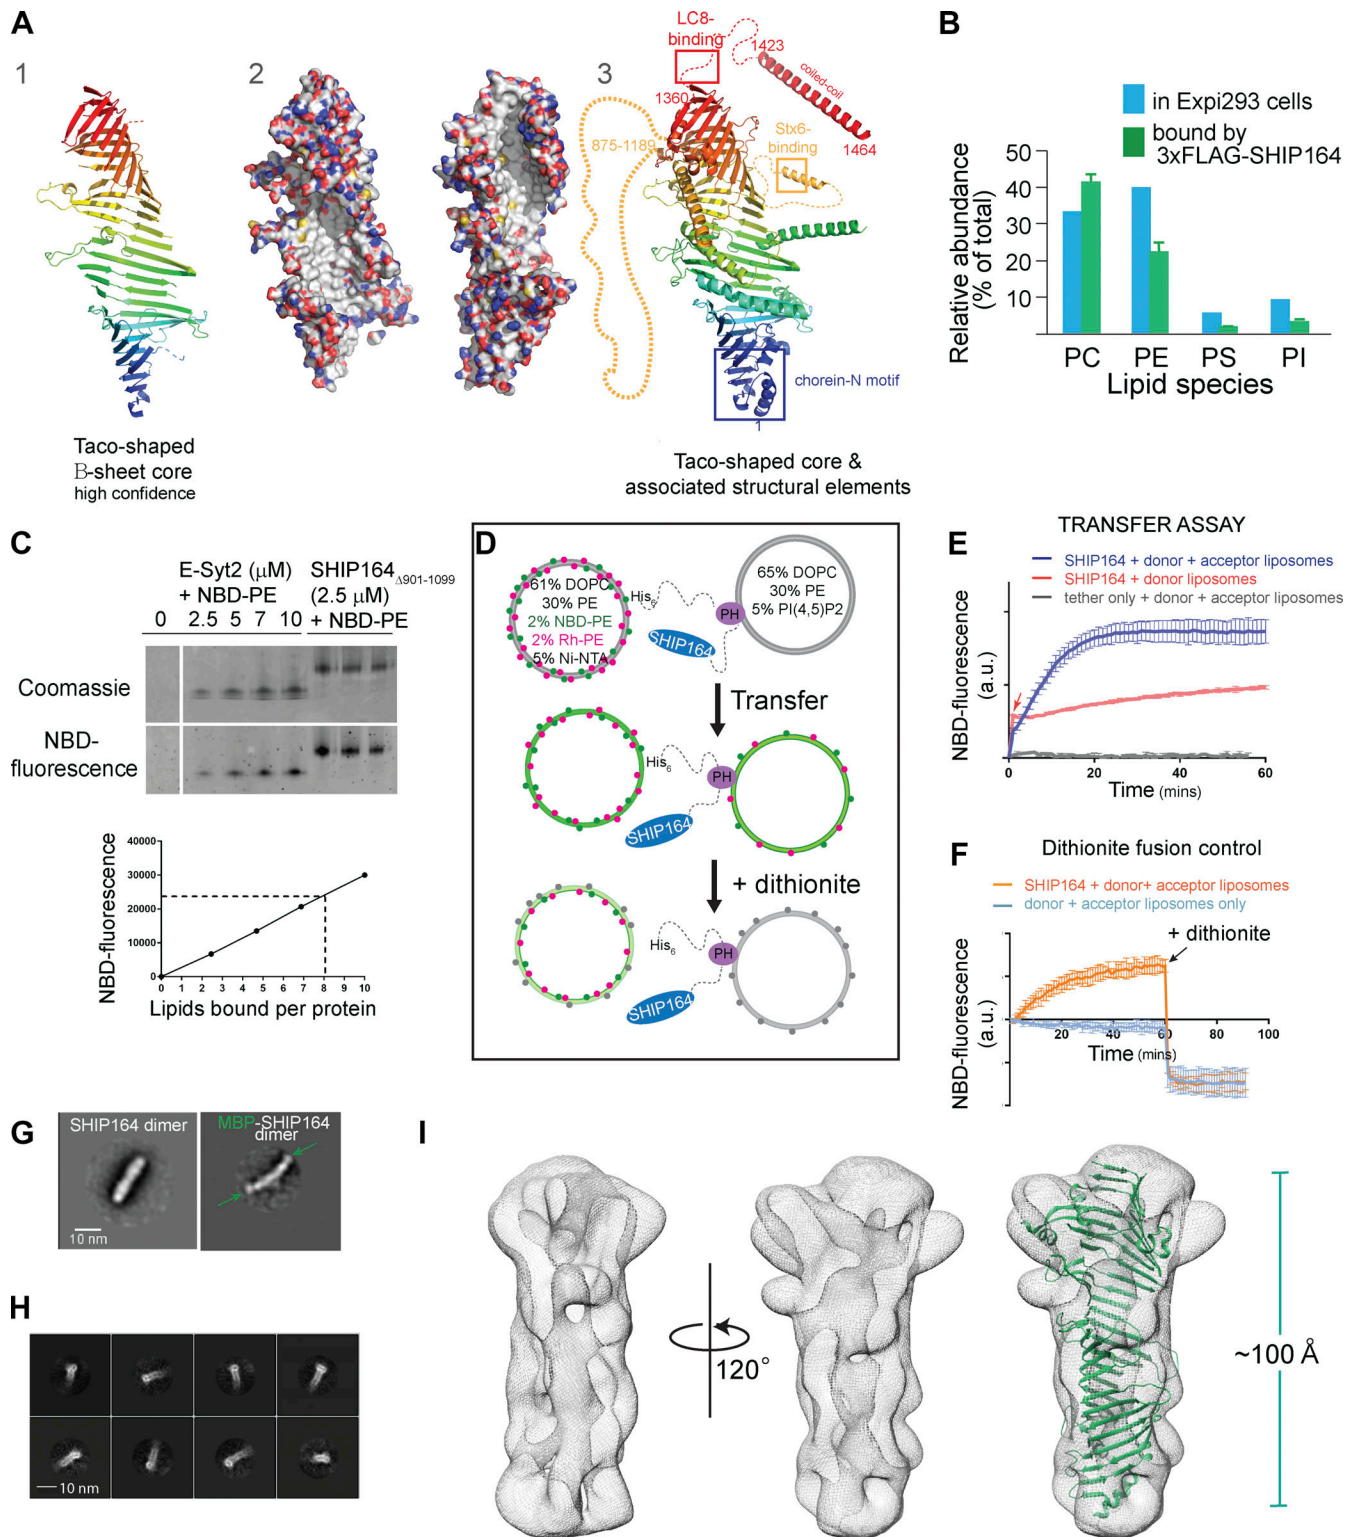 A
1
2
3
LC8-
binding
1423
coiled-coil
1360
1464
875-1189
Stx6-
binding
chorein-N motif
1
Taco-shaped
B-sheet core
high confidence
Taco-shaped core &
associated structural elements
B
in Expi293 cells
bound by
3xFLAG-SHIP164
Relative abundance
(% of total)
50
40
30
20
10
PC PE PS PI
Lipid species
C
E-Syt2 (μM)
+ NBD-PE
SHIP164Δ901-1099
(2.5 μM)
+ NBD-PE
0 2.5 5 7 10
Coomassie
NBD-
fluorescence
NBD-fluorescence
40000
30000
20000
10000
0
0 1 2 3 4 5 6 7 8 9 10
Lipids bound per protein
D
61% DOPC
30% PE
2% NBD-PE
2% Rh-PE
5% Ni-NTA
His6
SHIP164
PH
65% DOPC
30% PE
5% PI(4,5)P2
Transfer
His6
PH
SHIP164
+ dithionite
His6
PH
SHIP164
E
TRANSFER ASSAY
SHIP164 + donor + acceptor liposomes
SHIP164 + donor liposomes
tether only + donor + acceptor liposomes
NBD-fluorescence
(a.u.)
0 20 40 60
Time (mins)
F
Dithionite fusion control
SHIP164 + donor+ acceptor liposomes
donor + acceptor liposomes only
+ dithionite
NBD-fluorescence
(a.u.)
20 40 60 80 100
Time (mins)
G
SHIP164 dimer
10 nm
MBP-SHIP164
dimer
H
10 nm
I
120°
~100 Å